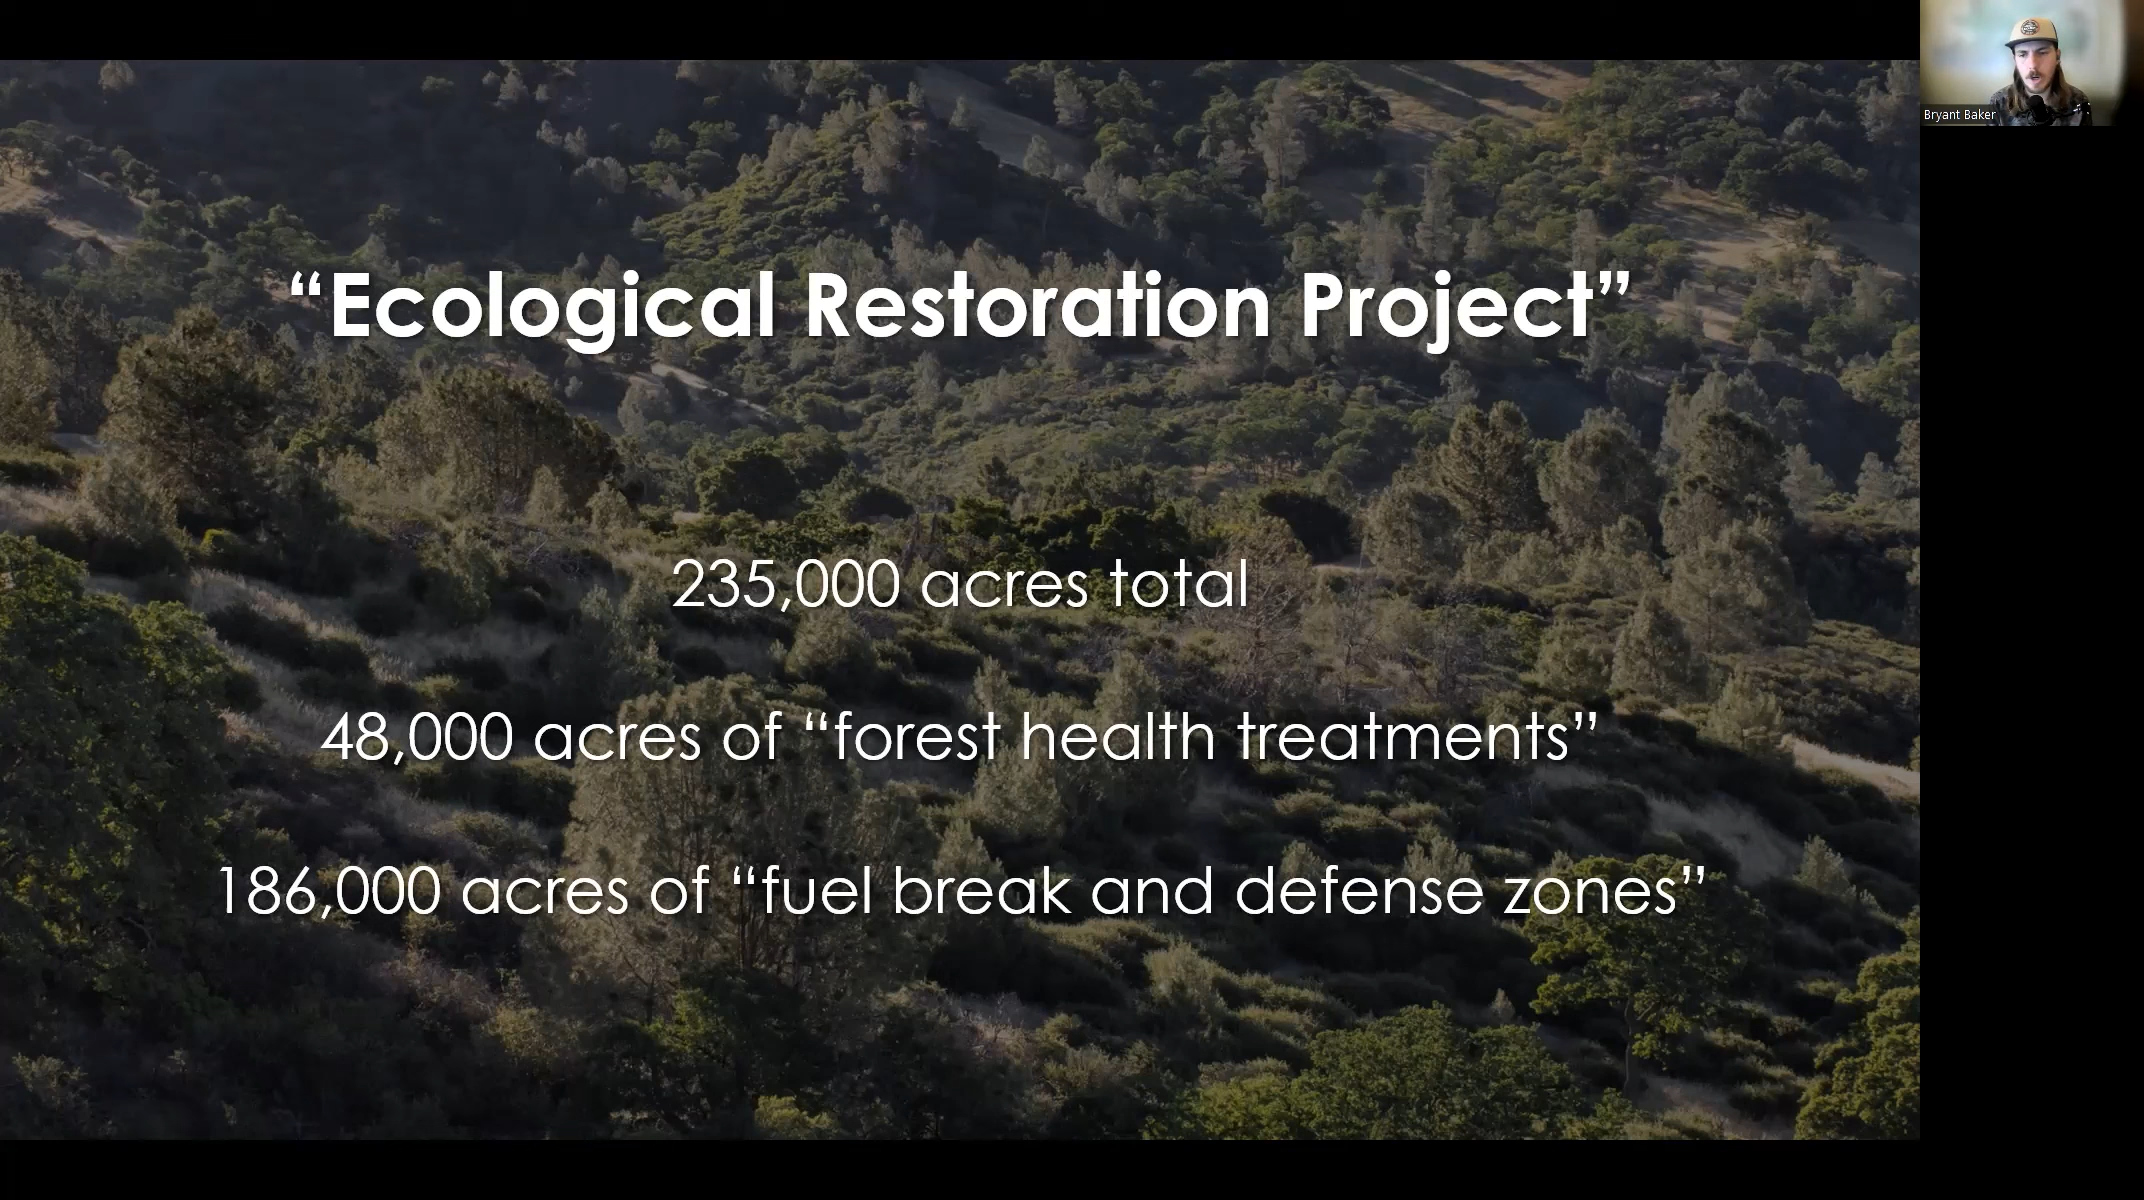 “Ecological Restoration Project”
235,000 acres total
48,000 acres of “forest health treatments”
186,000 acres of “fuel break and defense zones”
Bryant Baker